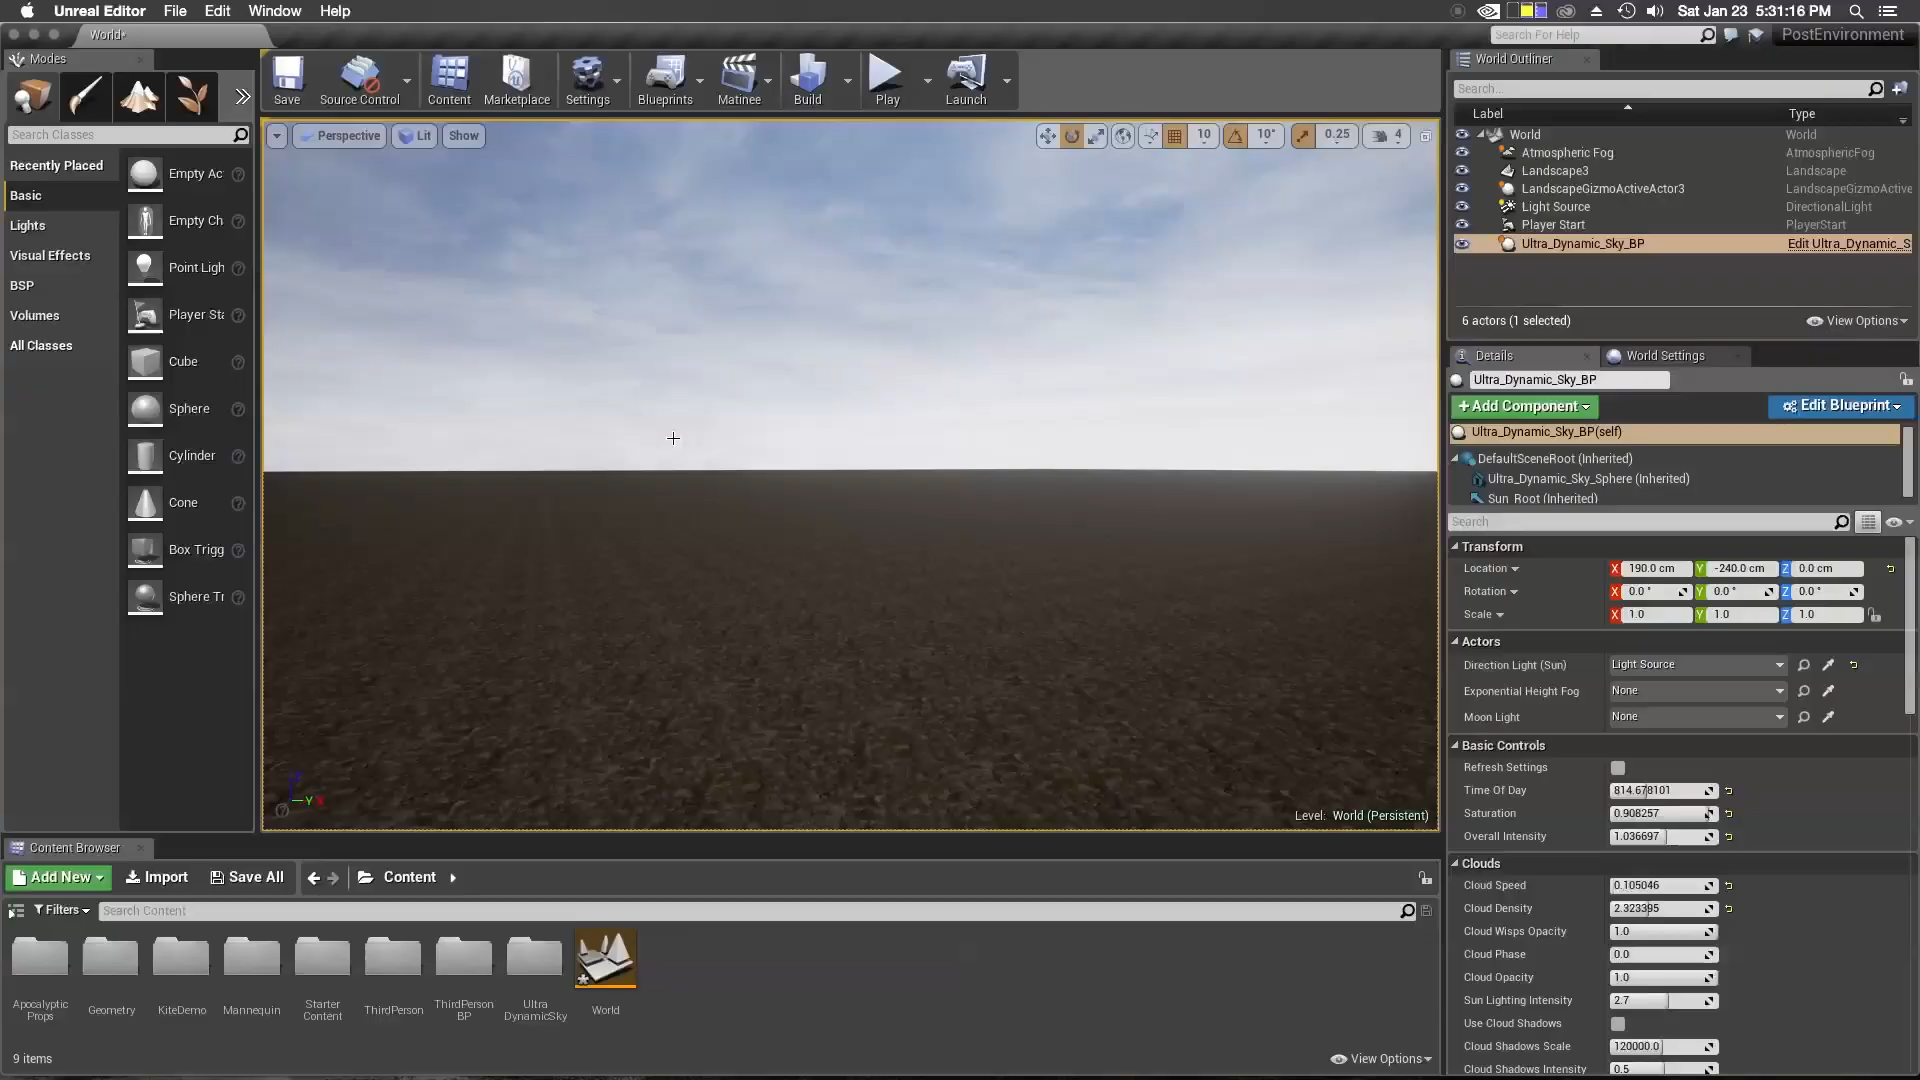 Unreal Editor File Edit Window Help
Sat Jan 23 5:31:16 PM
World*
Search For Help
PostEnvironment
Modes
Save
Source Control
Content
Marketplace
Settings
Blueprints
Matinee
Build
Play
Launch
World Outliner
Search...
Label Type
World World
Atmospheric Fog AtmosphericFog
Landscape3 Landscape
LandscapeGizmoActiveActor3 LandscapeGizmoActive
Light Source DirectionalLight
Player Start PlayerStart
Ultra_Dynamic_Sky_BP Edit Ultra_Dynamic_S
6 actors (1 selected)
View Options
Search Classes
Recently Placed
Basic
Lights
Visual Effects
BSP
Volumes
All Classes
Empty Ac
Empty Ch
Point Ligh
Player Sta
Cube
Sphere
Cylinder
Cone
Box Trigg
Sphere Tr
Perspective
Lit
Show
10
10°
0.25
4
Y
Level: World (Persistent)
Details
World Settings
Ultra_Dynamic_Sky_BP
+Add Component
Edit Blueprint
Ultra_Dynamic_Sky_BP(self)
DefaultSceneRoot (Inherited)
Ultra_Dynamic_Sky_Sphere (Inherited)
Sun_Root (Inherited)
Search
Transform
Location X 190.0 cm Y -240.0 cm Z 0.0 cm
Rotation X 0.0 ° Y 0.0 ° Z 0.0 °
Scale X 1.0 Y 1.0 Z 1.0
Actors
Direction Light (Sun) Light Source
Exponential Height Fog None
Moon Light None
Basic Controls
Refresh Settings
Time Of Day 814.678101
Saturation 0.908257
Overall Intensity 1.036697
Clouds
Cloud Speed 0.105046
Cloud Density 2.323395
Cloud Wisps Opacity 1.0
Cloud Phase 0.0
Cloud Opacity 1.0
Sun Lighting Intensity 2.7
Use Cloud Shadows
Cloud Shadows Scale 120000.0
Cloud Shadows Intensity 0.5
Content Browser
Add New
Import
Save All
Content
Filters
Search Content
Apocalyptic
Props
Geometry
KiteDemo
Mannequin
Starter
Content
ThirdPerson
ThirdPerson
BP
Ultra
DynamicSky
World
9 items
View Options